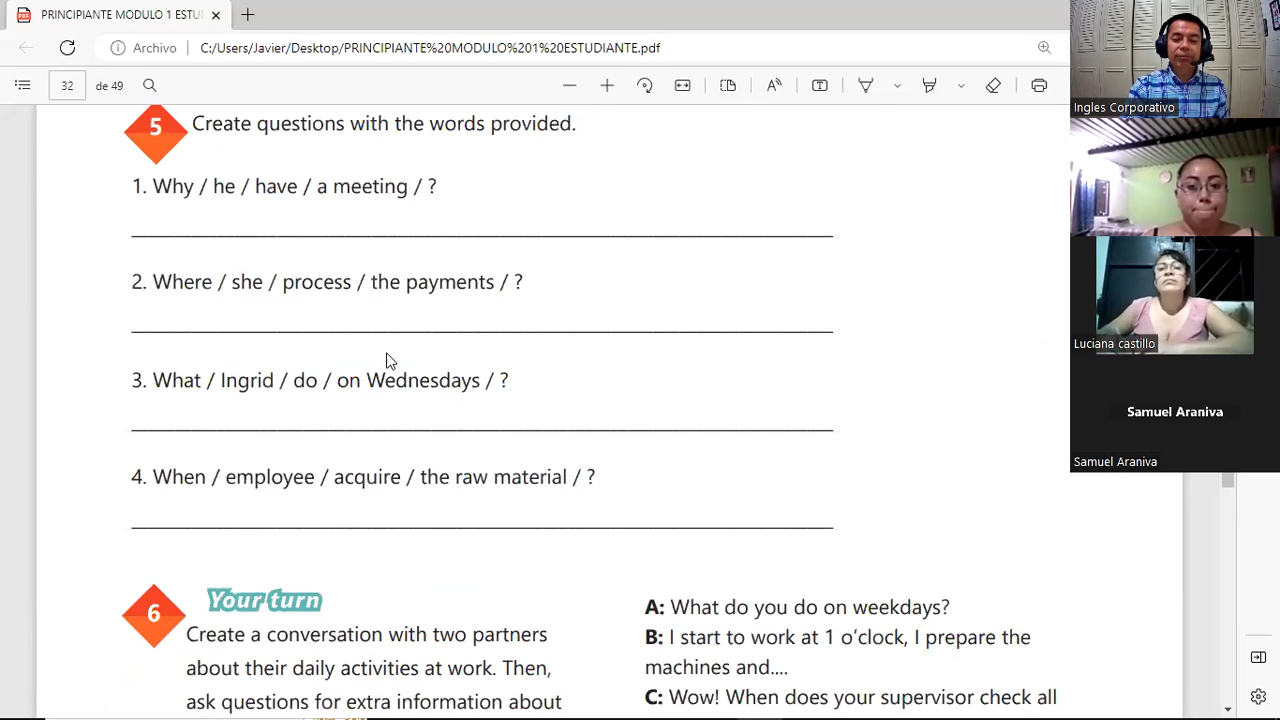 PRINCIPIANTE MODULO 1 ESTU
Archivo
C:/Users/Javier/Desktop/PRINCIPIANTE%20MODULO%201%20ESTUDIANTE.pdf
32
de 49
5
Create questions with the words provided.
1. Why / he / have / a meeting / ?
2. Where / she / process / the payments / ?
3. What / Ingrid / do / on Wednesdays / ?
4. When / employee / acquire / the raw material / ?
6
Your turn
Create a conversation with two partners
about their daily activities at work. Then,
ask questions for extra information about
A: What do you do on weekdays?
B: I start to work at 1 o'clock, I prepare the
machines and....
C: Wow! When does your supervisor check all
Ingles Corporativo
Luciana castillo
Samuel Araniva
Samuel Araniva